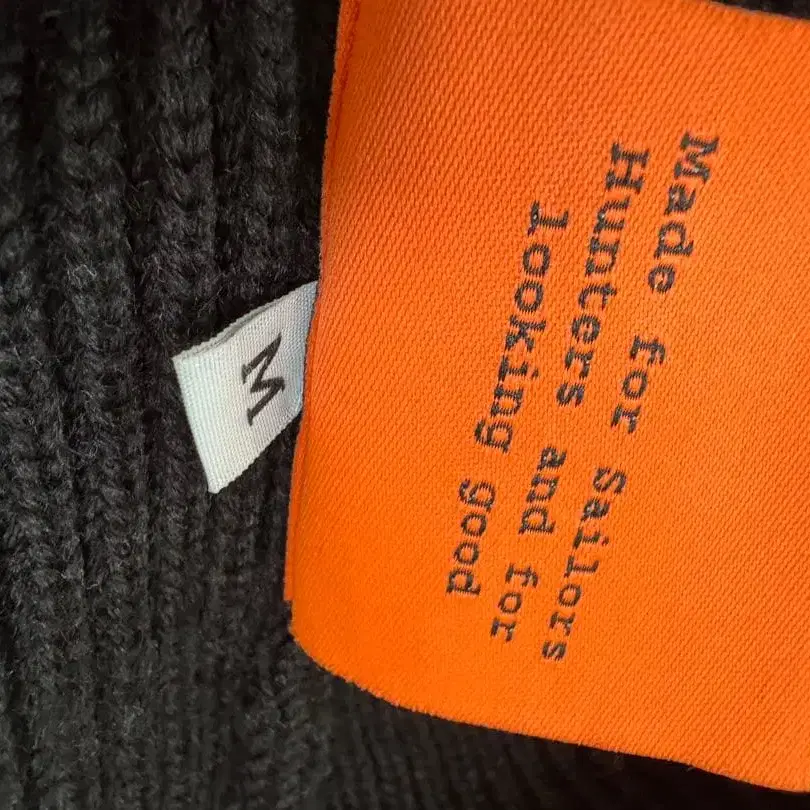 Made for Sailors
Hunters and for
looking good
M